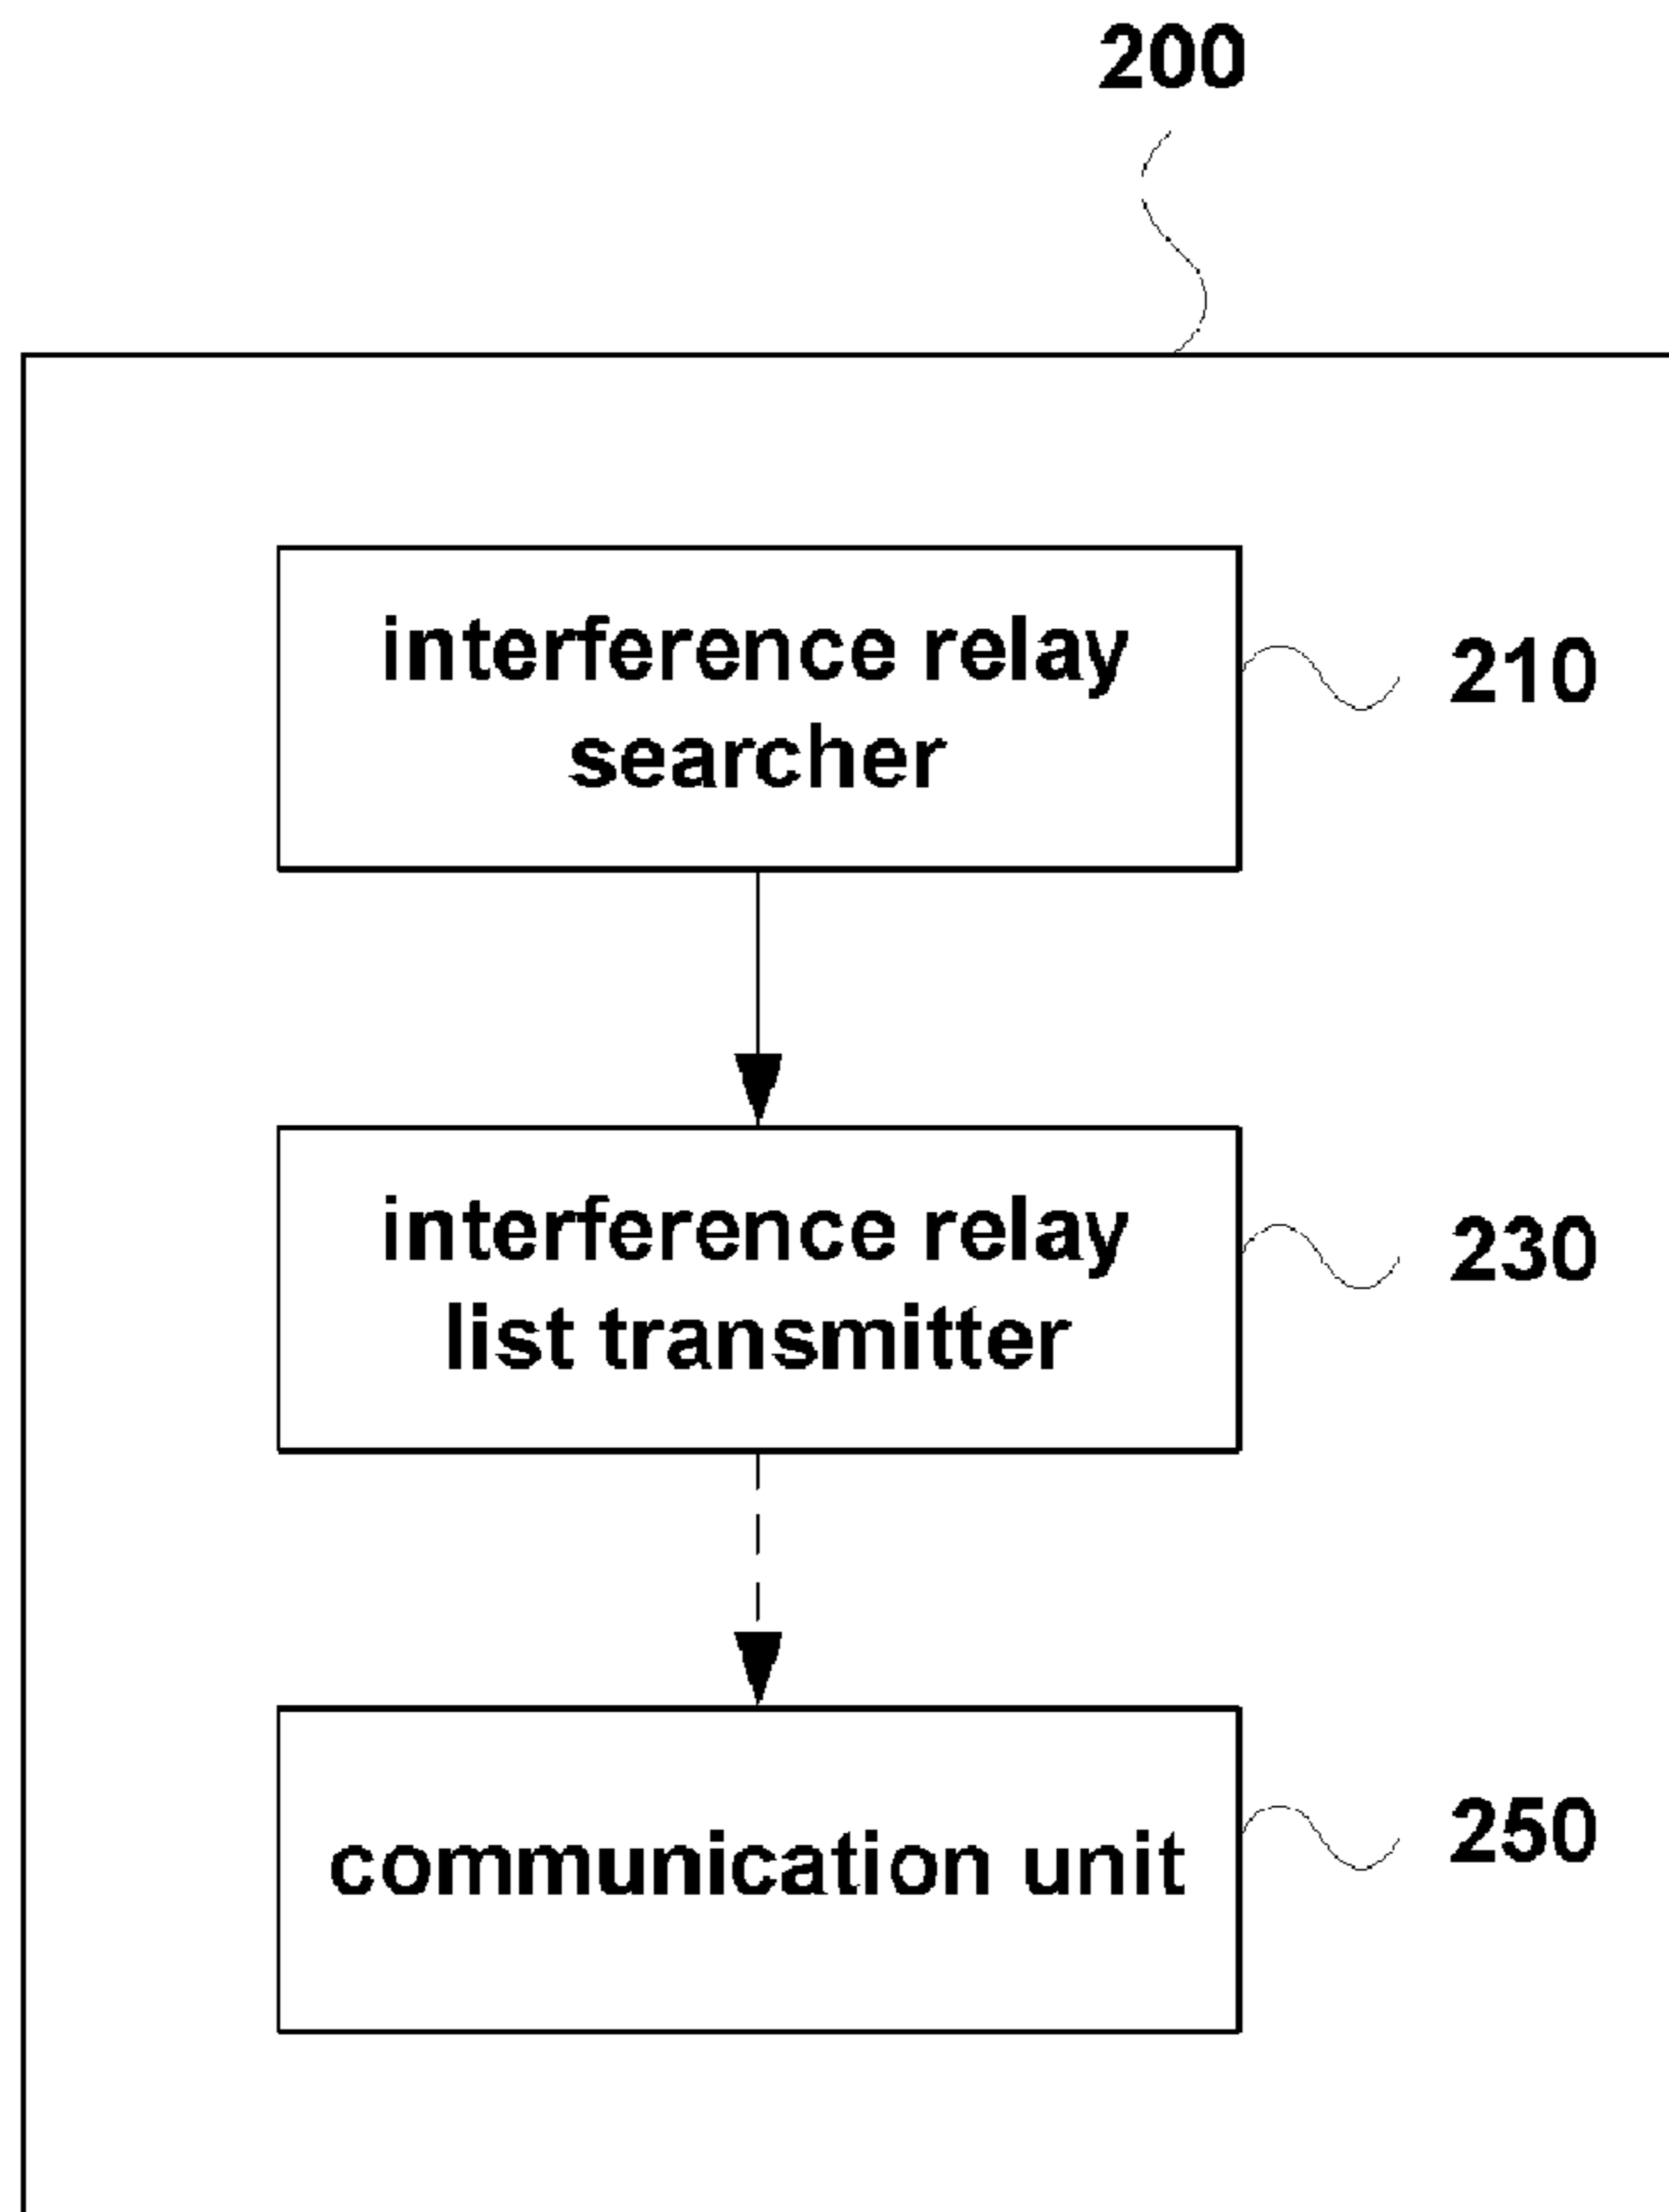 200
interference relay
searcher
210
interference relay
list transmitter
230
communication unit
250